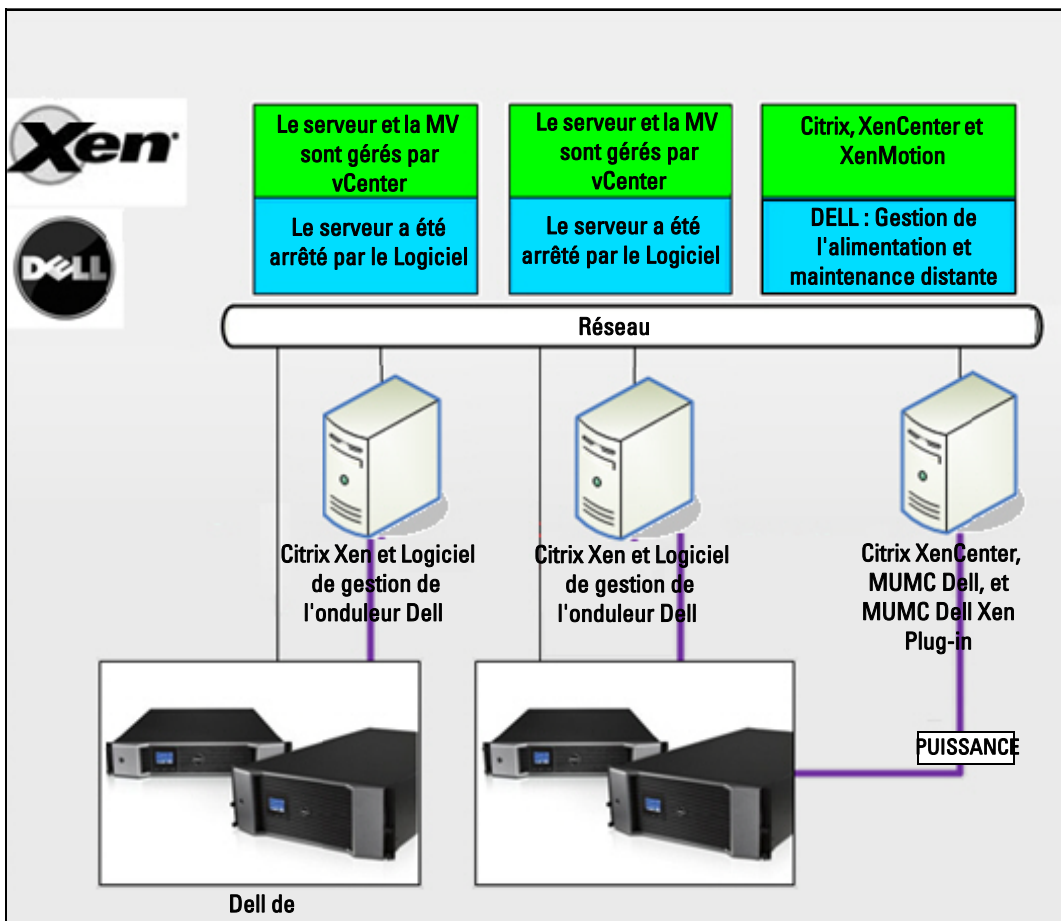 Xen
DELL
Le serveur et la MV
sont gérés par
vCenter
Le serveur a été
arrêté par le Logiciel
Le serveur et la MV
sont gérés par
vCenter
Le serveur a été
arrêté par le Logiciel
Citrix, XenCenter et
XenMotion
DELL : Gestion de
l'alimentation et
maintenance distante
Réseau
Citrix Xen et Logiciel
de gestion de
l'onduleur Dell
Citrix Xen et Logiciel
de gestion de
l'onduleur Dell
Citrix XenCenter,
MUMC Dell, et
MUMC Dell Xen
Plug-in
PUISSANCE
Dell de